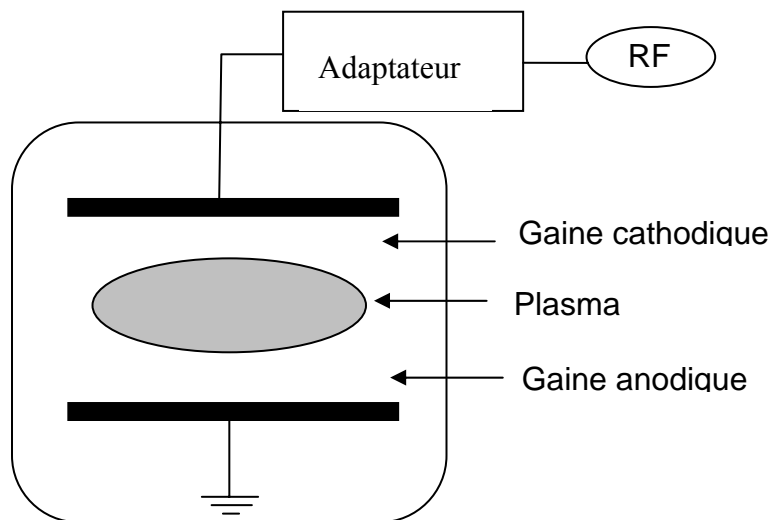 RF
Adaptateur
Gaine cathodique
Plasma
Gaine anodique